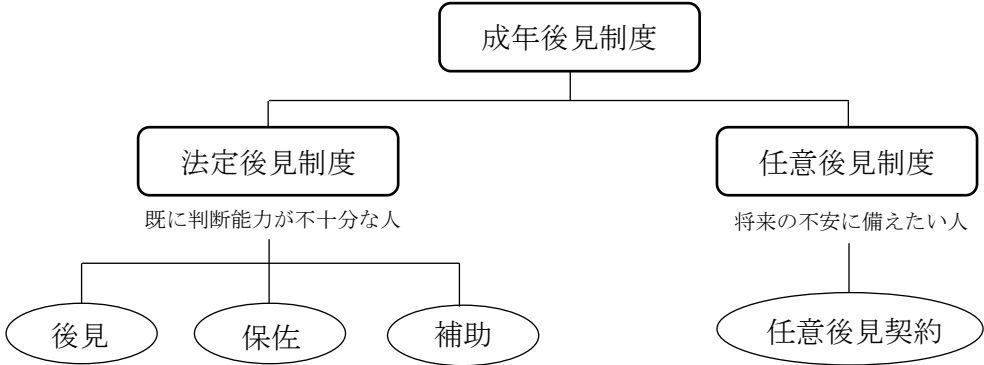 成年後見制度
法定後見制度
任意後見制度
既に判断能力が不十分な人
将来の不安に備えたい人
後見
保佐
補助
任意後見契約